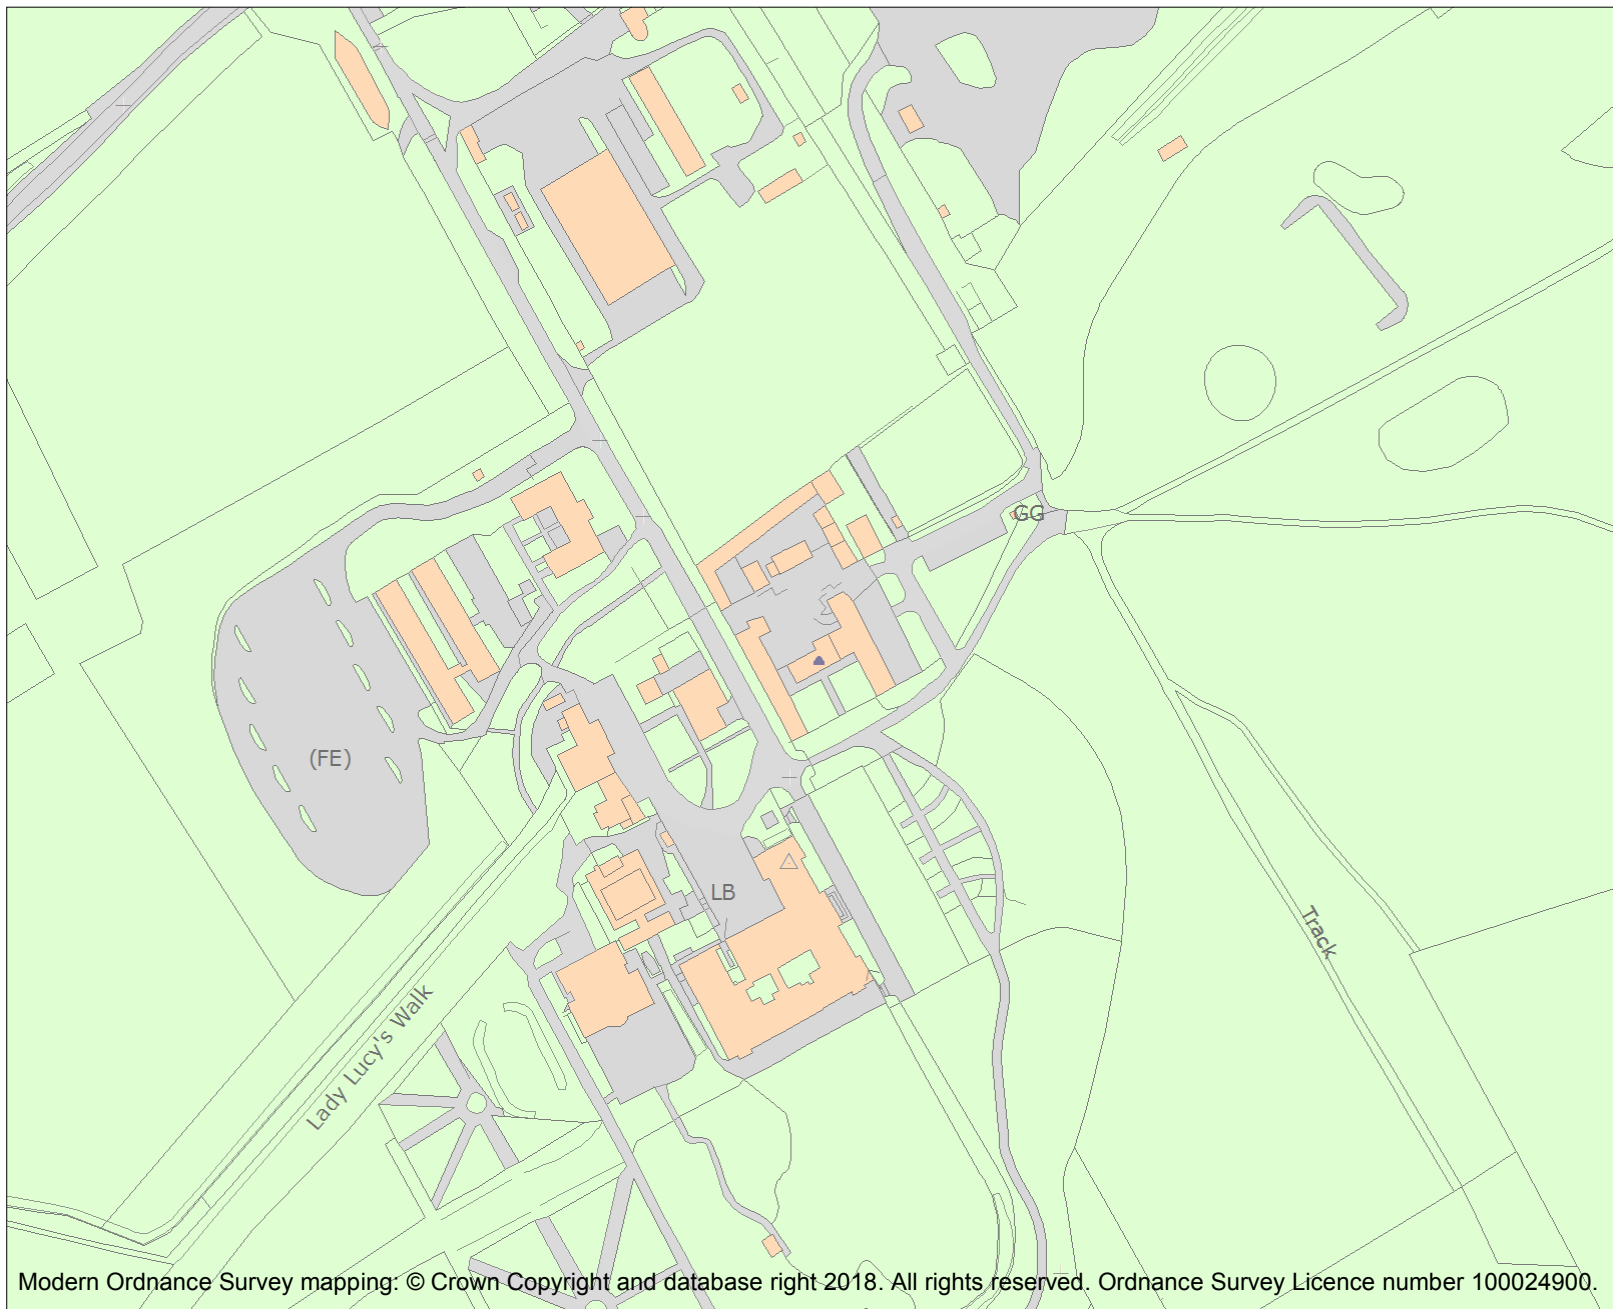 GG
(FE)
LB
Track
Lady Lucy's Walk
Modern Ordnance Survey mapping: © Crown Copyright and database right 2018. All rights reserved. Ordnance Survey Licence number 100024900.